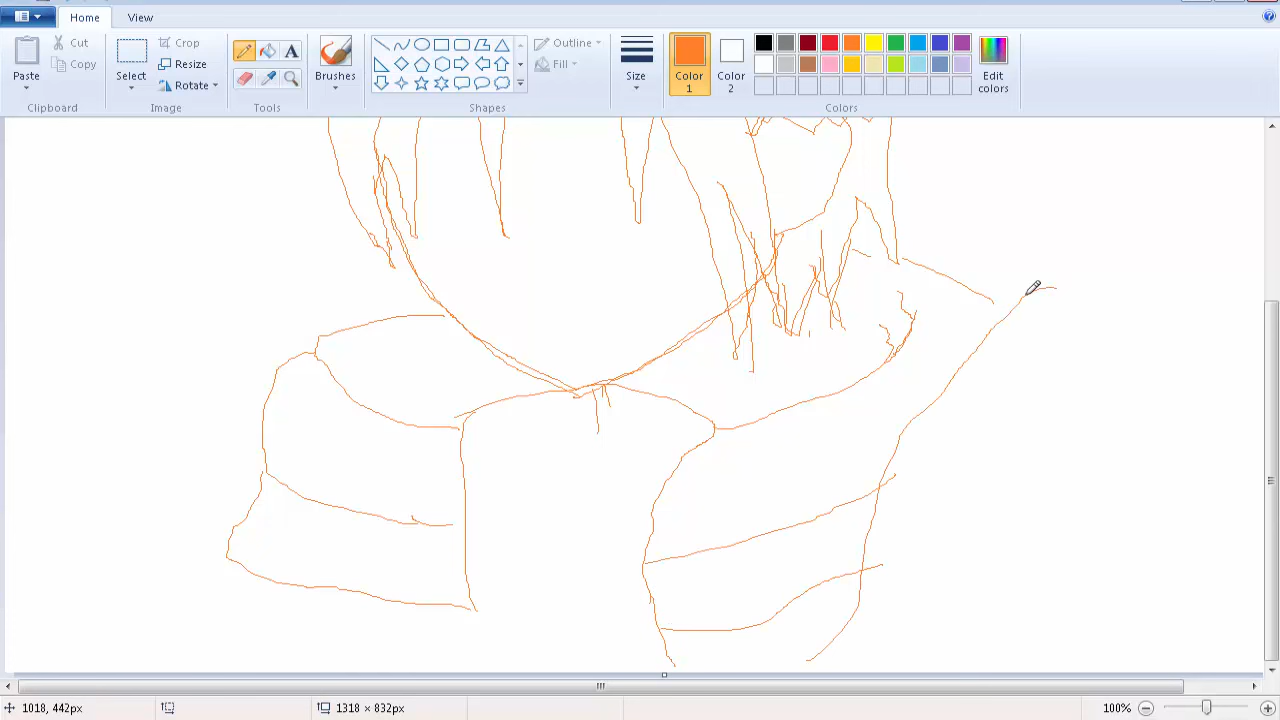 Home View
Cut
Copy
Paste
Clipboard
Select
Crop
Resize
Rotate
Image
A
Tools
Brushes
Outline
Fill
Shapes
Size
Color 1
Color 2
Edit colors
Colors
1018, 442px
1318 × 832px
100%